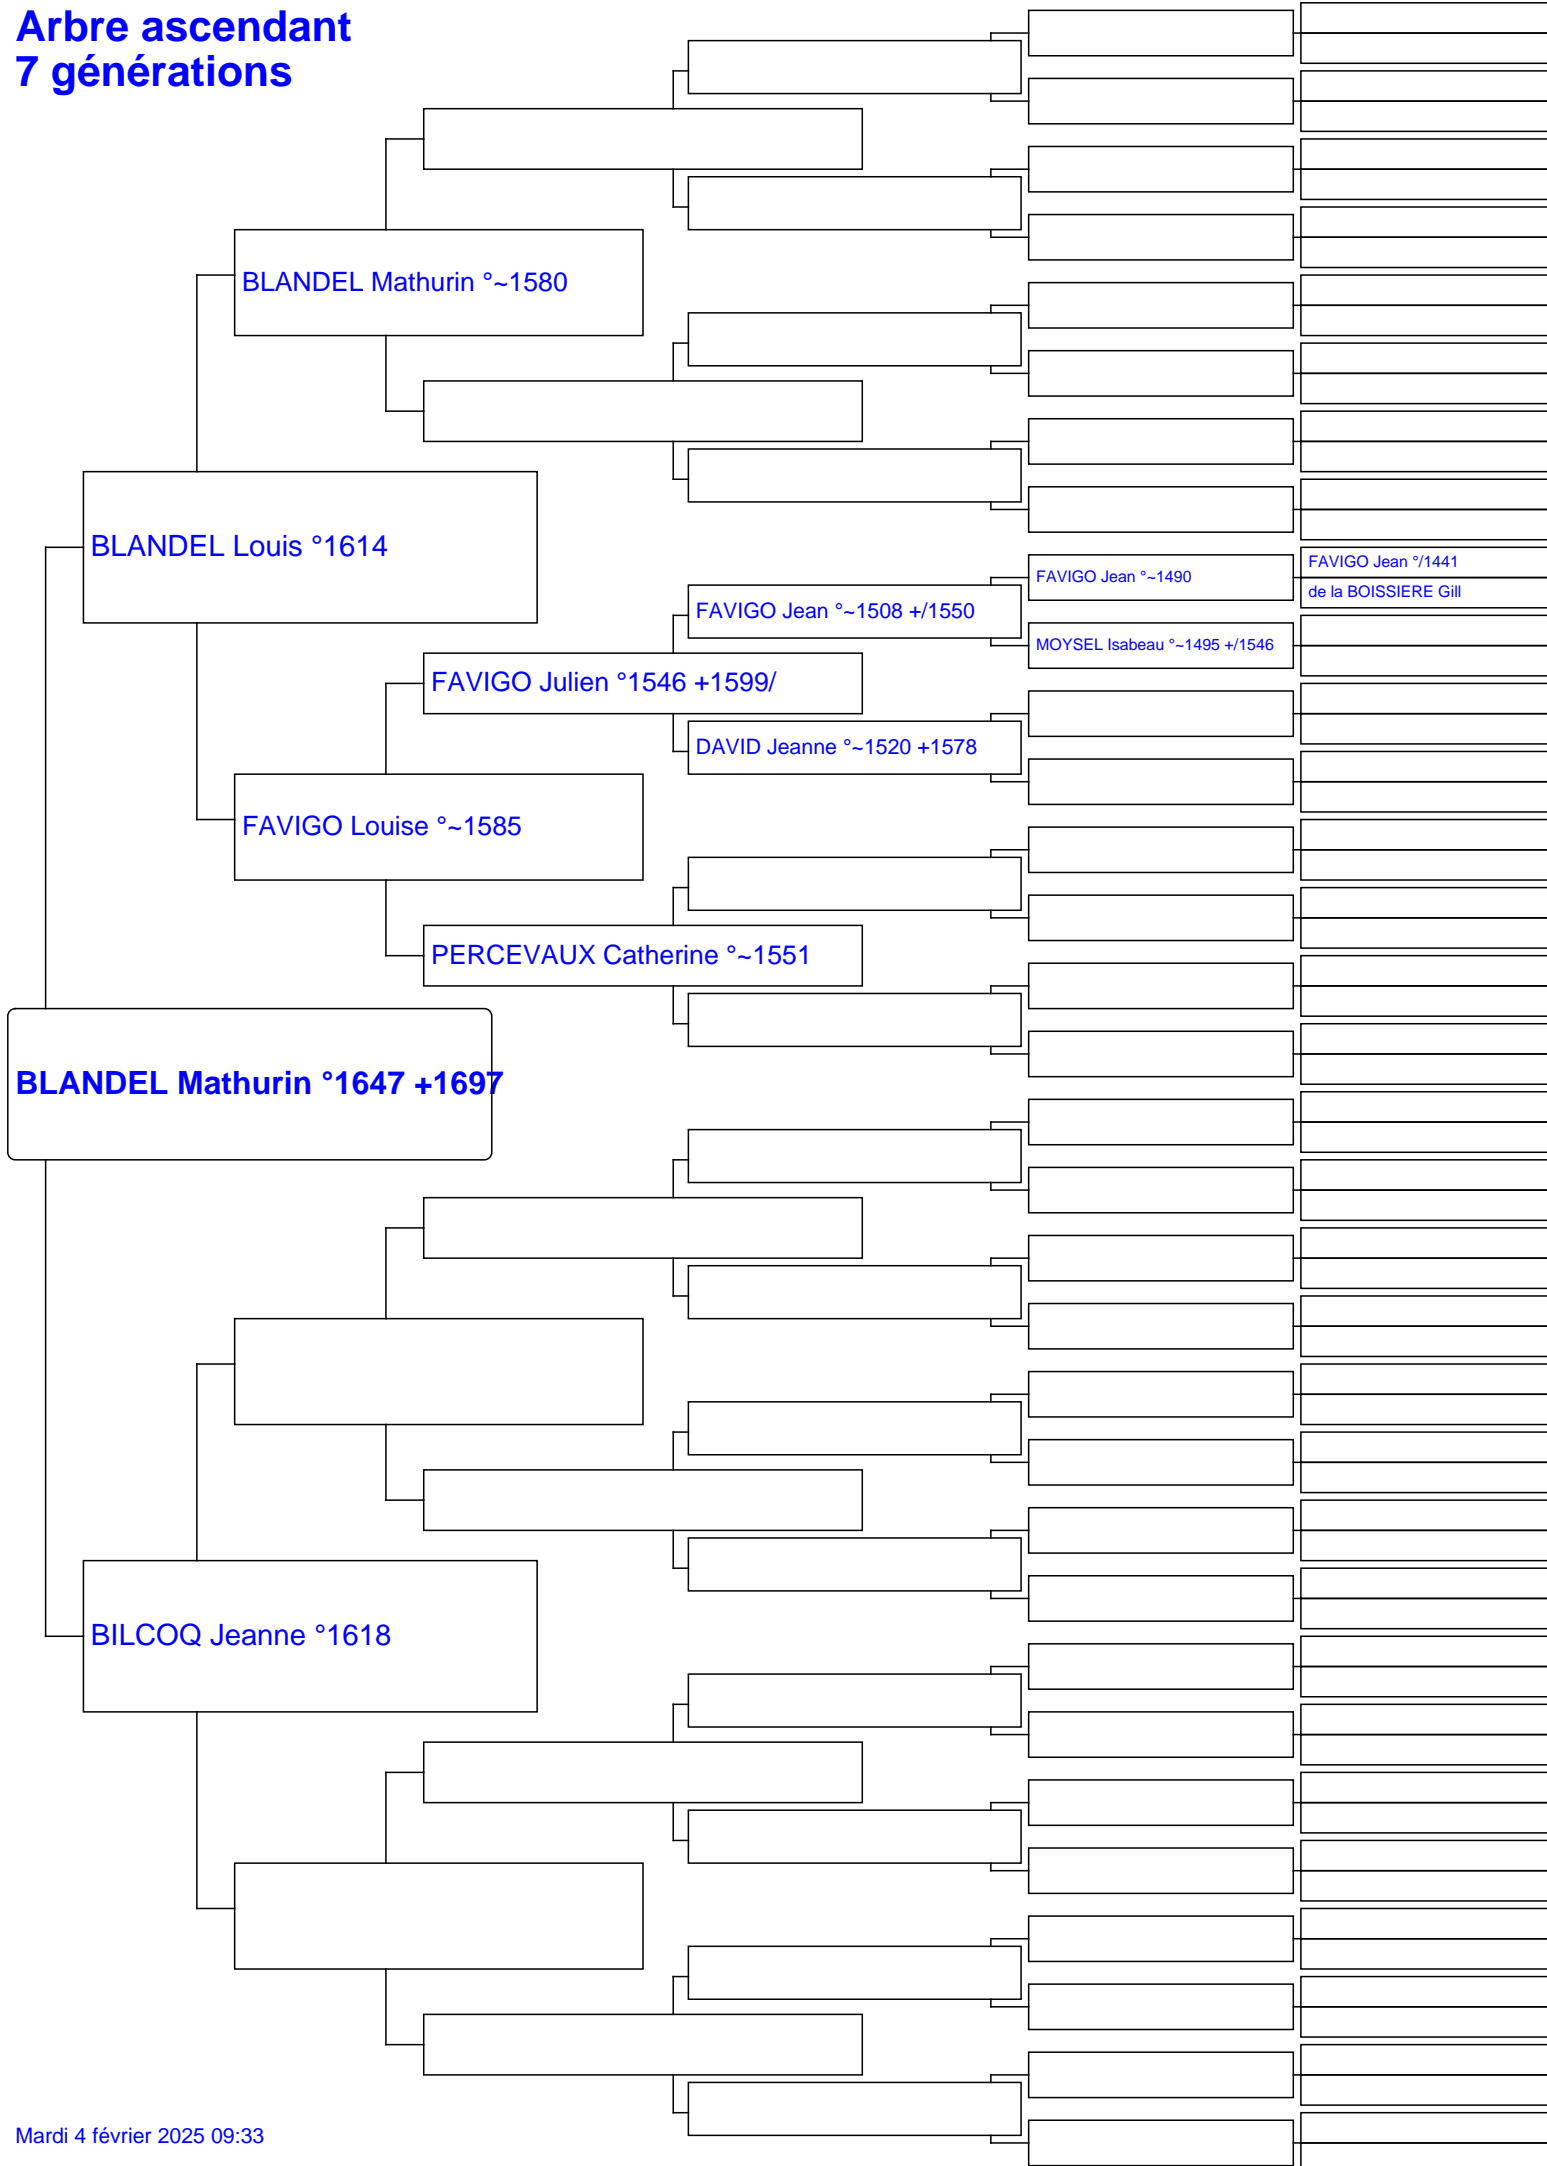 Arbre ascendant
7 générations
BLANDEL Mathurin °~1580
BLANDEL Louis °1614
FAVIGO Jean °/1441
FAVIGO Jean °~1490
de la BOISSIERE Gill
FAVIGO Jean °~1508 +/1550
MOYSEL Isabeau °~1495 +/1546
FAVIGO Julien °1546 +1599/
DAVID Jeanne °~1520 +1578
FAVIGO Louise °~1585
PERCEVAUX Catherine °~1551
BLANDEL Mathurin °1647 +1697
BILCOQ Jeanne °1618
Mardi 4 février 2025 09:33